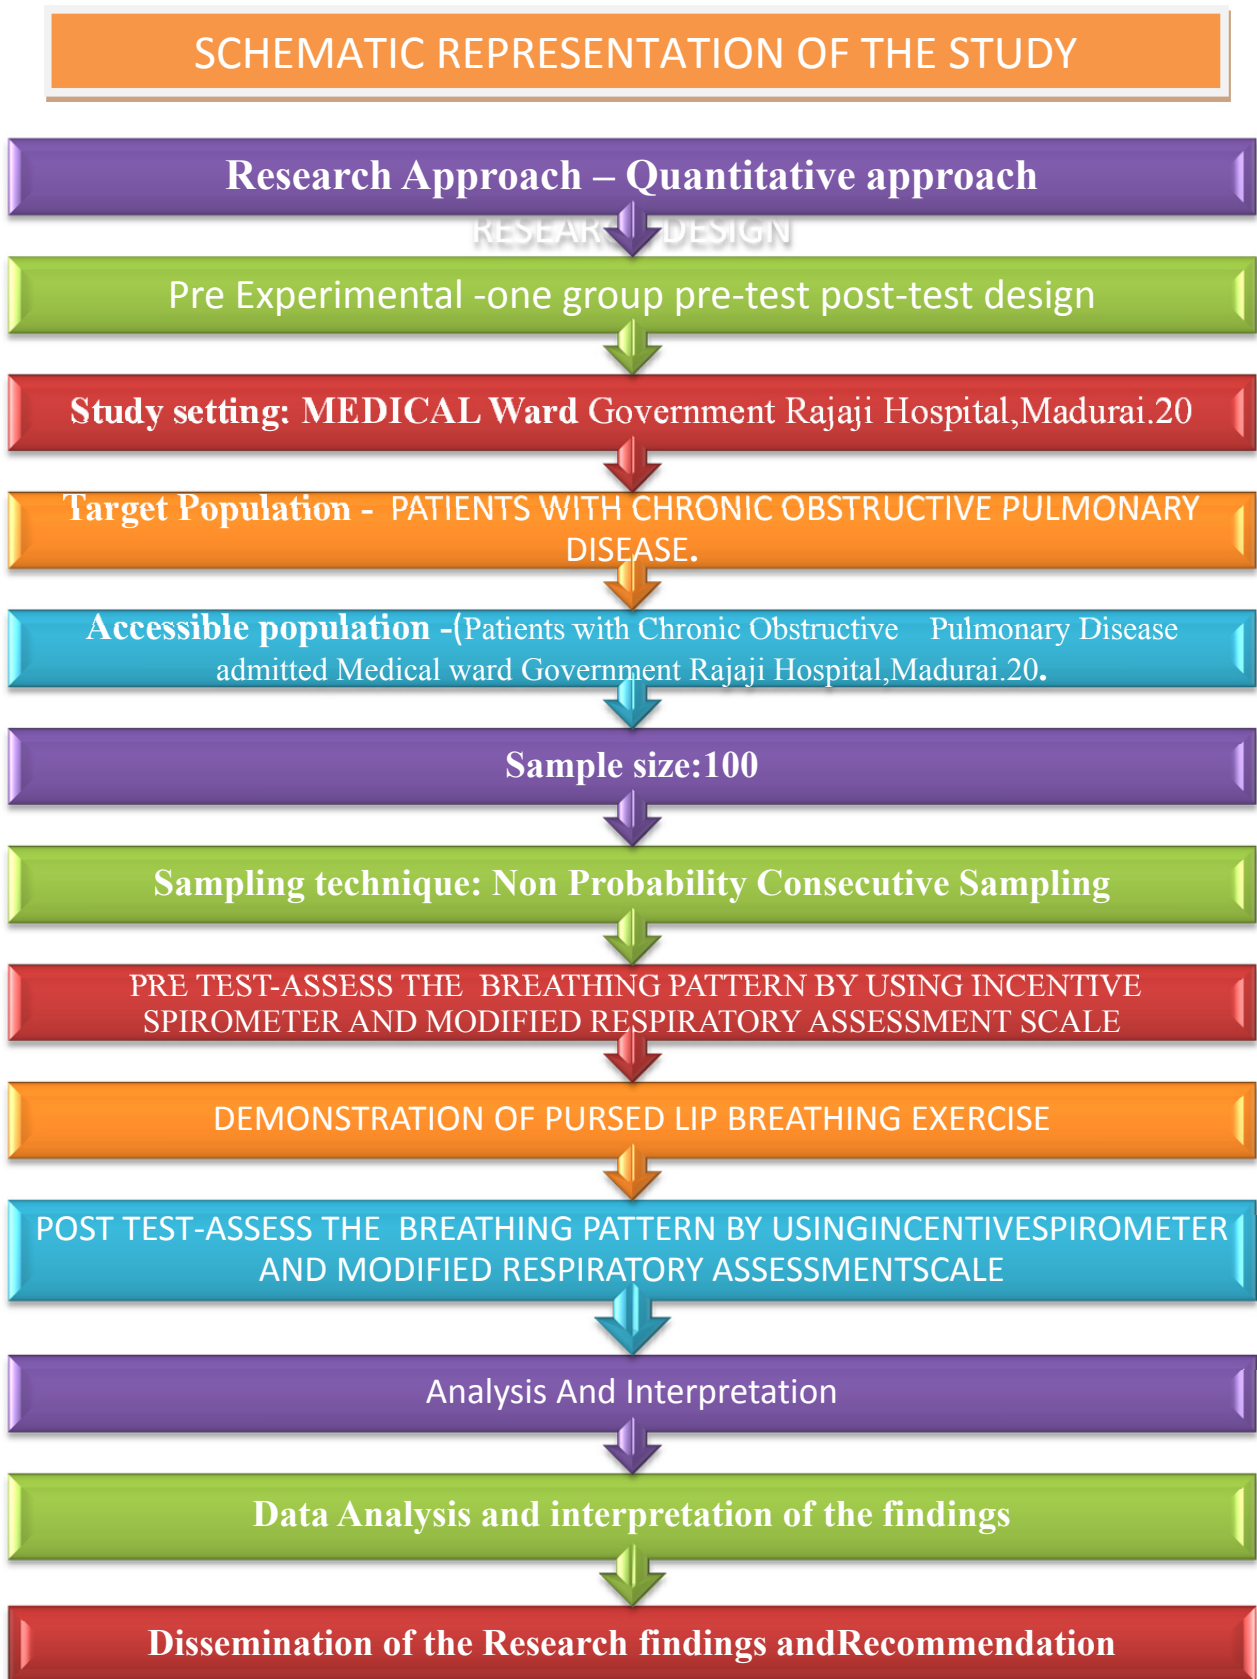 SCHEMATIC REPRESENTATION OF THE STUDY
Research Approach – Quantitative approach
DESIGN
Pre Experimental -one group pre-test post-test design
Study setting: MEDICAL Ward Government Rajaji Hospital,Madurai.20
Target Population - PATIENTS WITH CHRONIC OBSTRUCTIVE PULMONARY
DISEASE.
Accessible population -(Patients with Chronic Obstructive Pulmonary Disease
admitted Medical ward Government Rajaji Hospital,Madurai.20.
Sample size:100
Sampling technique: Non Probability Consecutive Sampling
PRE TEST-ASSESS THE BREATHING PATTERN BY USING INCENTIVE
SPIROMETER AND MODIFIED RESPIRATORY ASSESSMENT SCALE
DEMONSTRATION OF PURSED LIP BREATHING EXERCISE
POST TEST-ASSESS THE BREATHING PATTERN BY USINGINCENTIVESPIROMETER
AND MODIFIED RESPIRATORY ASSESSMENTSCALE
Analysis And Interpretation
Data Analysis and interpretation of the findings
Dissemination of the Research findings andRecommendation